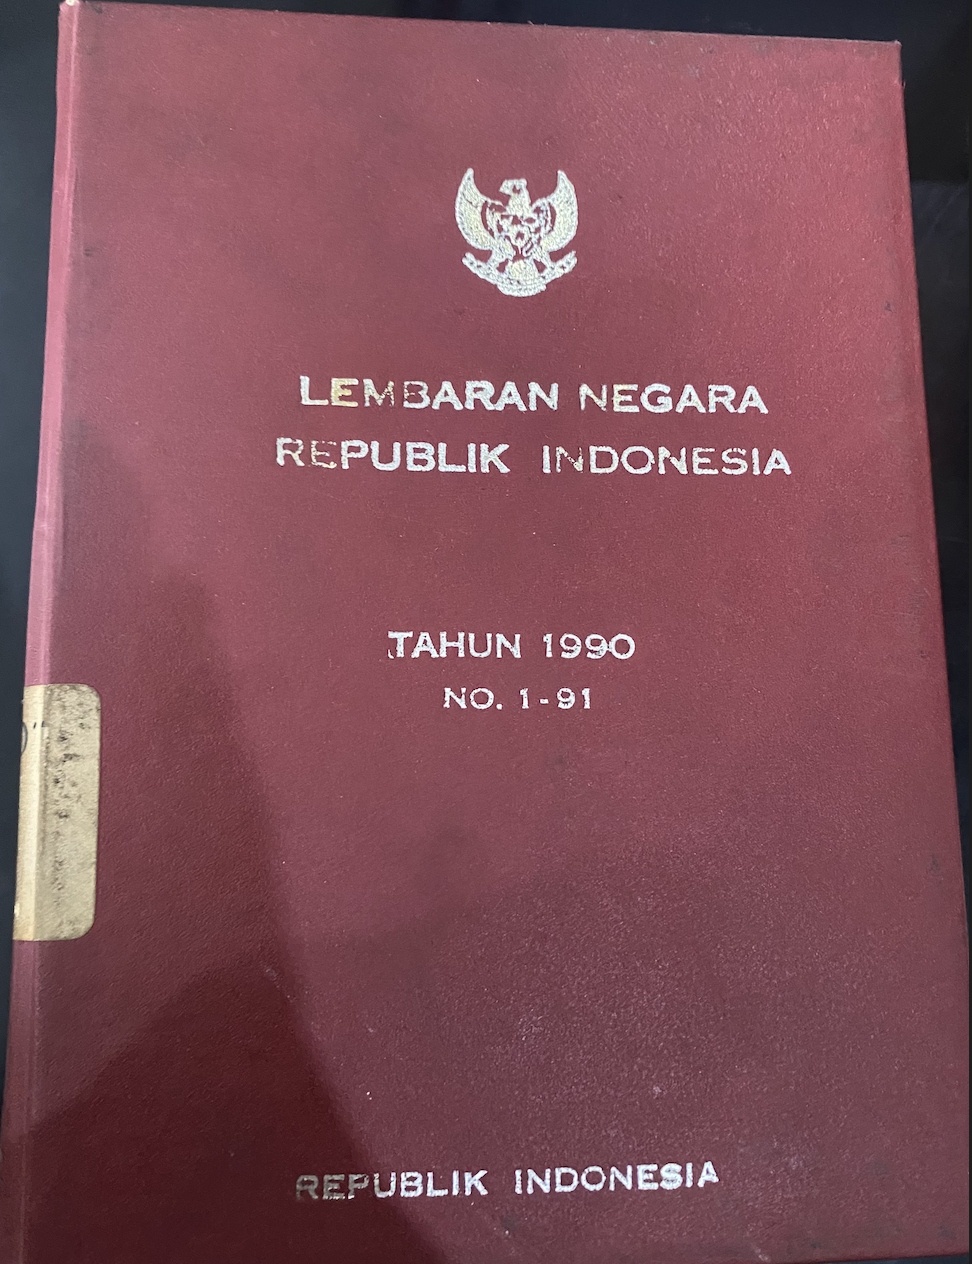 LEMBARAN NEGARA
REPUBLIK INDONESIA
TAHUN 1990
NO. 1-91
REPUBLIK INDONESIA